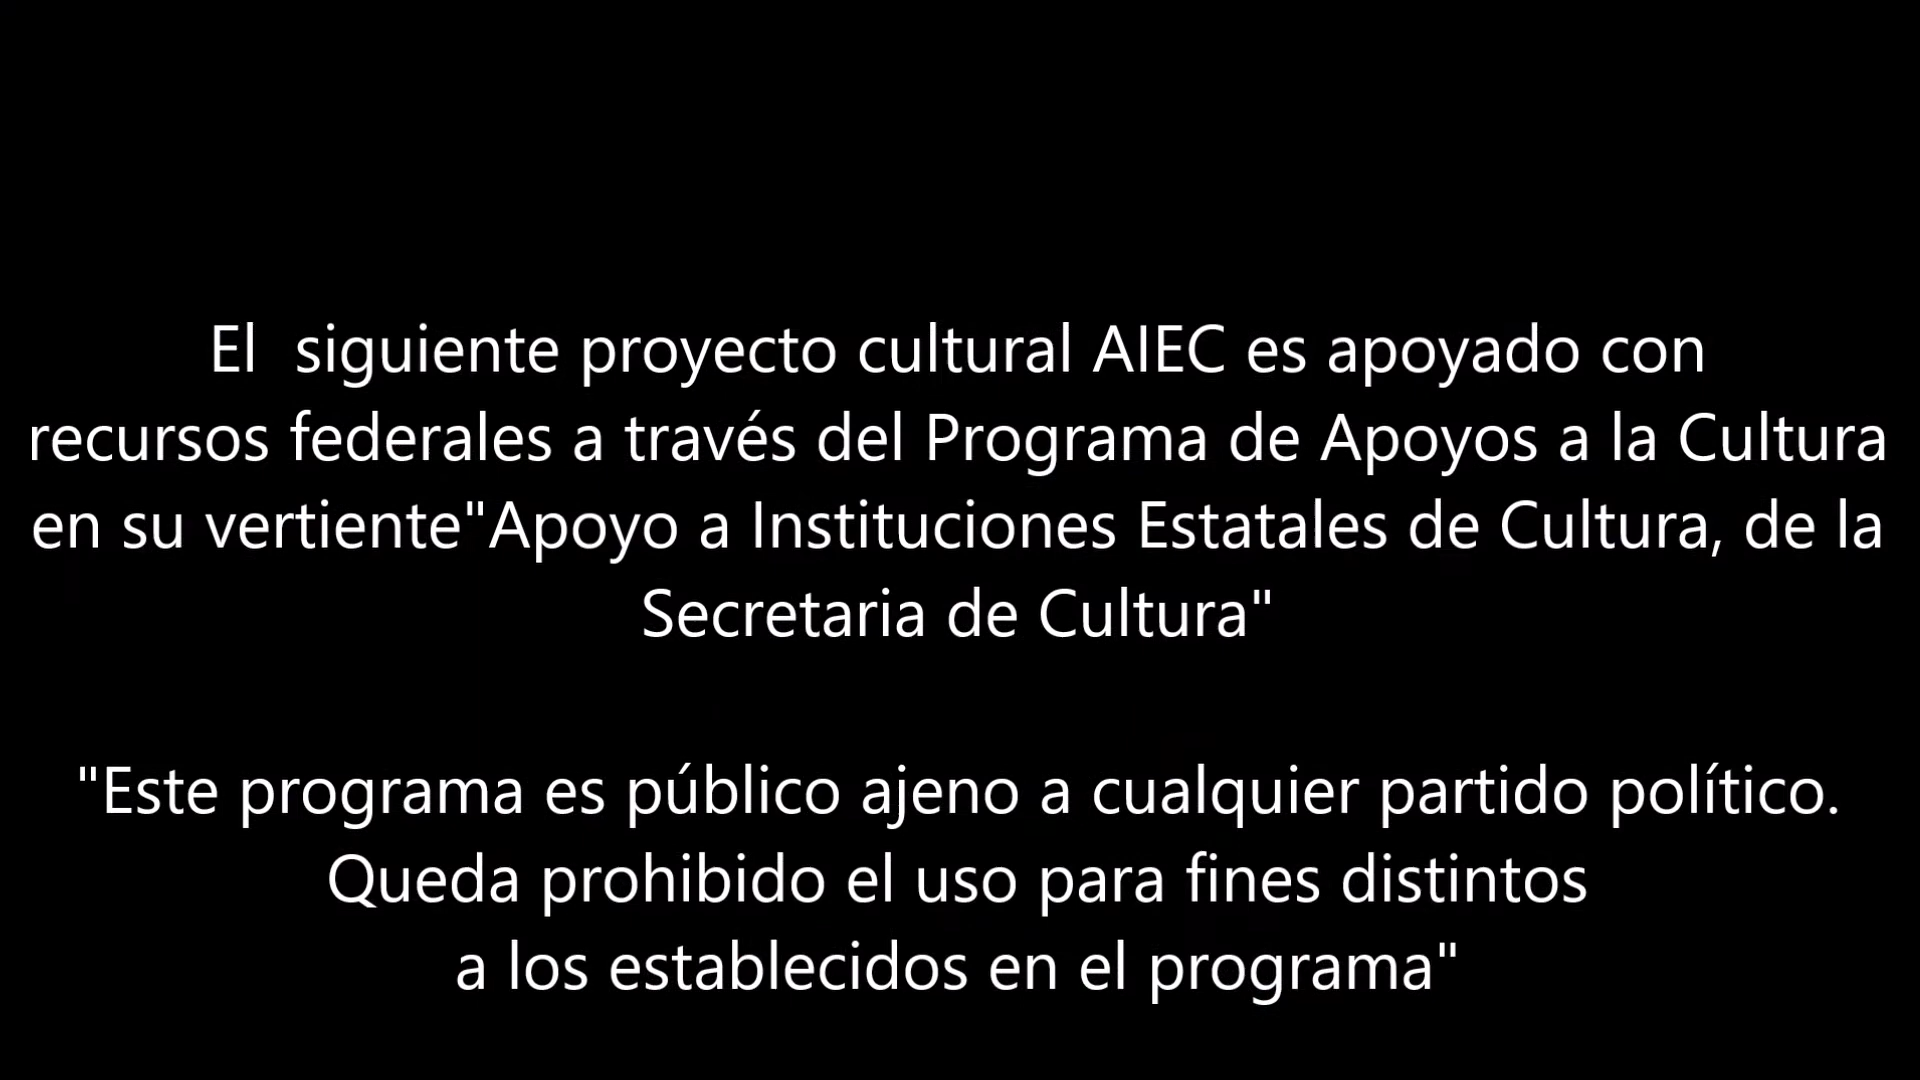 El  siguiente proyecto cultural AIEC es apoyado con
recursos federales a través del Programa de Apoyos a la Cultura
en su vertiente"Apoyo a Instituciones Estatales de Cultura, de la
Secretaria de Cultura"
"Este programa es público ajeno a cualquier partido político.
Queda prohibido el uso para fines distintos
a los establecidos en el programa"